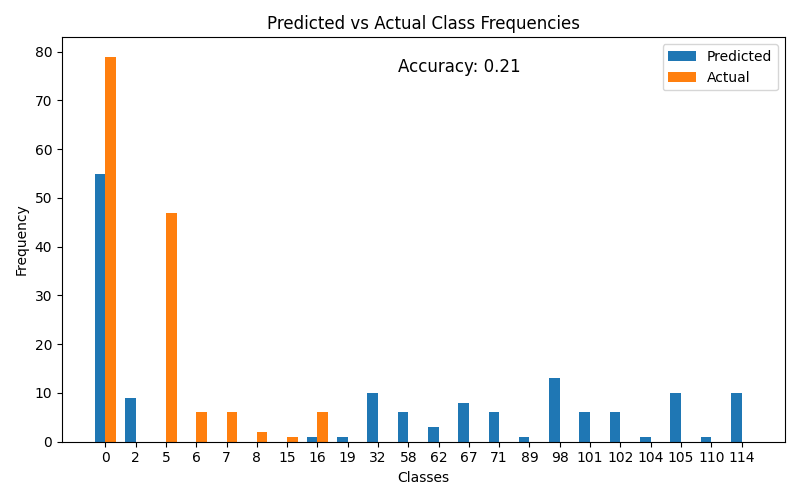 Predicted vs Actual Class Frequencies
Accuracy: 0.21
Predicted
Actual
Frequency
80
70
60
50
40
30
20
10
0
0 2 5 6 7 8 15 16 19 32 58 62 67 71 89 98 101 102 104 105 110 114
Classes